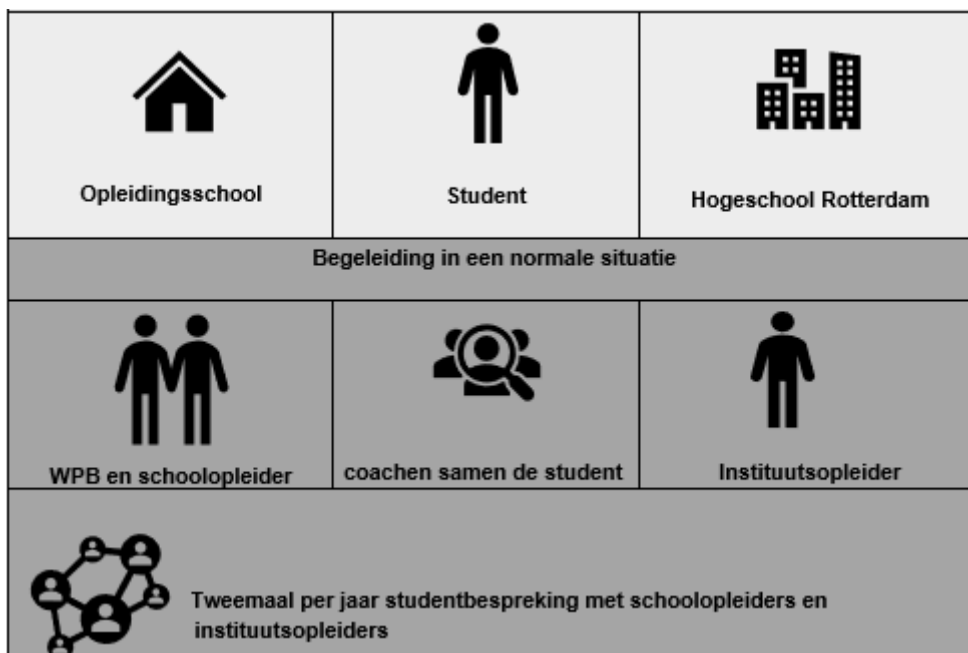 Opleidingsschool
Student
Hogeschool Rotterdam
Begeleiding in een normale situatie
WPB en schoolopleider
coachen samen de student
Instituutsopleider
Tweemaal per jaar studentbespreking met schoolopleiders en
instituutsopleiders